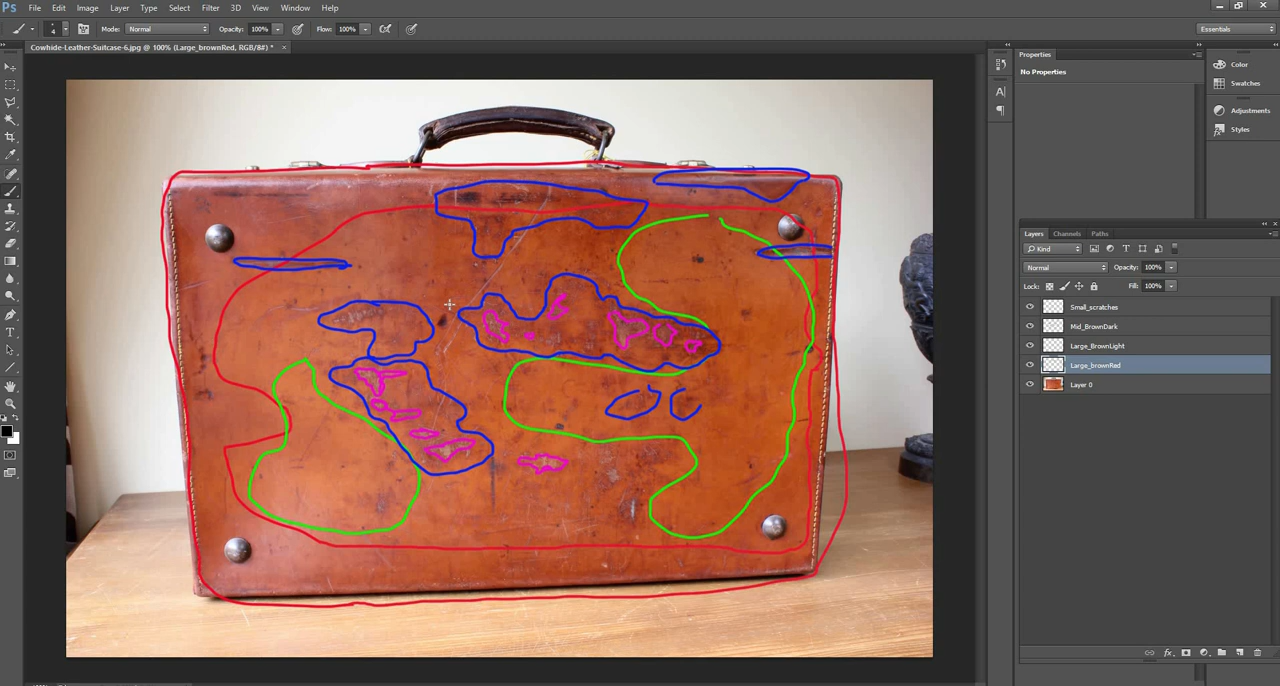 Ps File Edit Image Layer Type Select Filter 3D View Window Help
4 Mode: Normal Opacity: 100% Flow: 100% Essentials
Cowhide-Leather-Suitcase-6.jpg @ 100% (Large_brownRed, RGB/8#) * ×
Properties
No Properties
Color
Swatches
Adjustments
Styles
Layers Channels Paths
Kind
Normal Opacity: 100%
Lock: Fill: 100%
Small_scratches
Mid_BrownDark
Large_BrownLight
Large_brownRed
Layer 0
fx